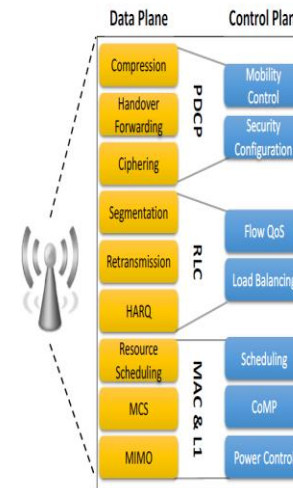 Data Plane
Control Plan
Compression
Handover
Forwarding
Ciphering
PDCP
Mobility
Control
Security
Configuration
Segmentation
Retransmission
HARQ
RLC
Flow QoS
Load Balancing
Resource
Scheduling
MCS
MIMO
MAC & L1
Scheduling
CoMP
Power Control